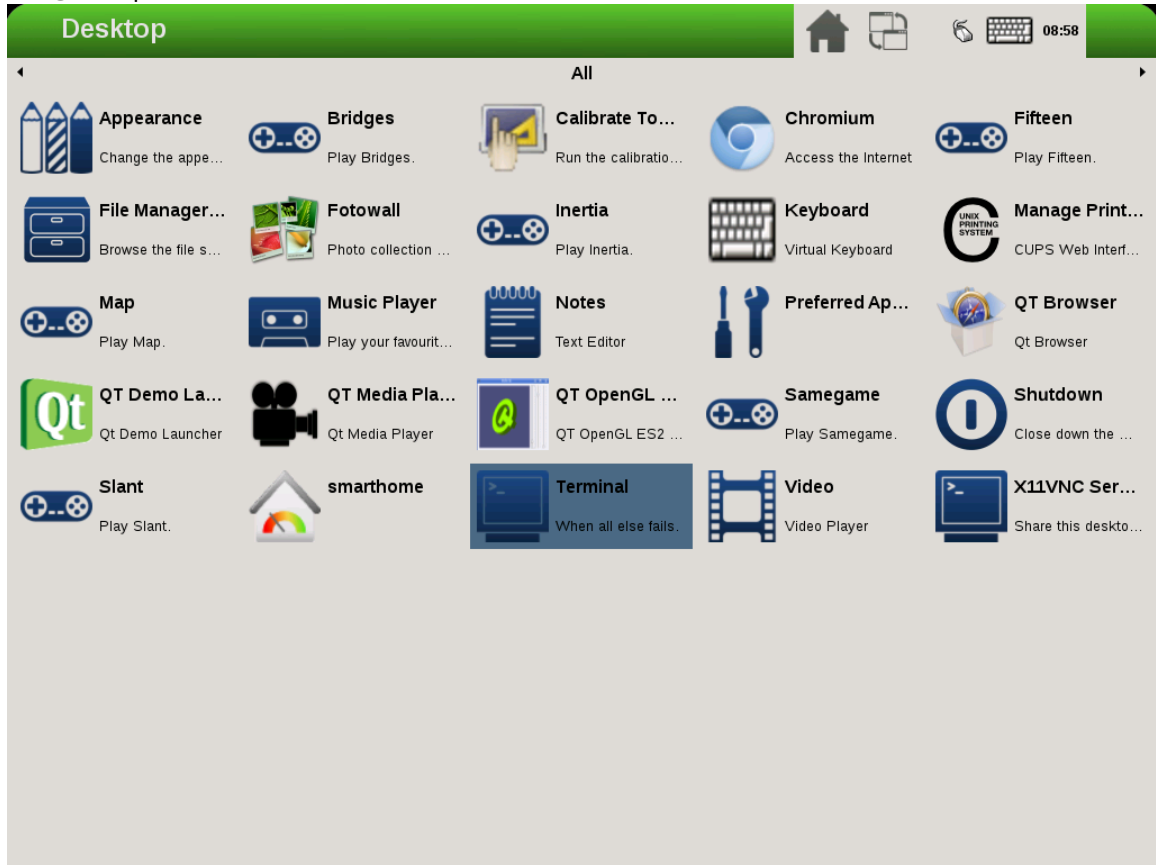 Desktop
08:58
All
Appearance
Change the appe...
Bridges
Play Bridges.
Calibrate To...
Run the calibratio...
Chromium
Access the Internet
Fifteen
Play Fifteen.
File Manager...
Browse the file s...
Fotowall
Photo collection ...
Inertia
Play Inertia.
Keyboard
Virtual Keyboard
UNIX
PRINTING
SYSTEM
Manage Print...
CUPS Web Interf...
Map
Play Map.
Music Player
Play your favourit...
Notes
Text Editor
Preferred Ap...
QT Browser
Qt Browser
Qt
QT Demo La...
Qt Demo Launcher
QT Media Pla...
Qt Media Player
QT OpenGL ...
QT OpenGL ES2 ...
Samegame
Play Samegame.
Shutdown
Close down the ...
Slant
Play Slant.
smarthome
>_
Terminal
When all else fails.
Video
Video Player
>_
X11VNC Ser...
Share this deskto...